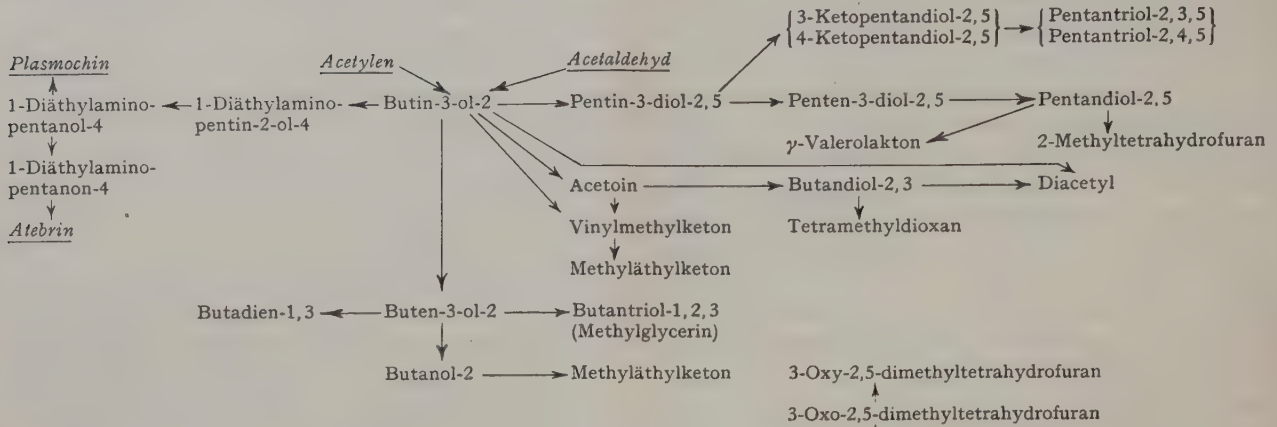 3-Ketopentandiol-2,5
4-Ketopentandiol-2,5
Pentantriol-2,3,5
Pentantriol-2,4,5
Plasmochin
Acetylen
Acetaldehyd
1-Diäthylamino-
pentanol-4
1-Diäthylamino-
pentin-2-ol-4
Butin-3-ol-2
Pentin-3-diol-2,5
Penten-3-diol-2,5
Pentandiol-2,5
γ-Valerolakton
2-Methyltetrahydrofuran
1-Diäthylamino-
pentanon-4
Acetoin
Butandiol-2,3
Diacetyl
Atebrin
Vinylmethylketon
Tetramethyldioxan
Methyläthylketon
Butadien-1,3
Buten-3-ol-2
Butantriol-1,2,3
(Methylglycerin)
Butanol-2
Methyläthylketon
3-Oxy-2,5-dimethyltetrahydrofuran
3-Oxo-2,5-dimethyltetrahydrofuran